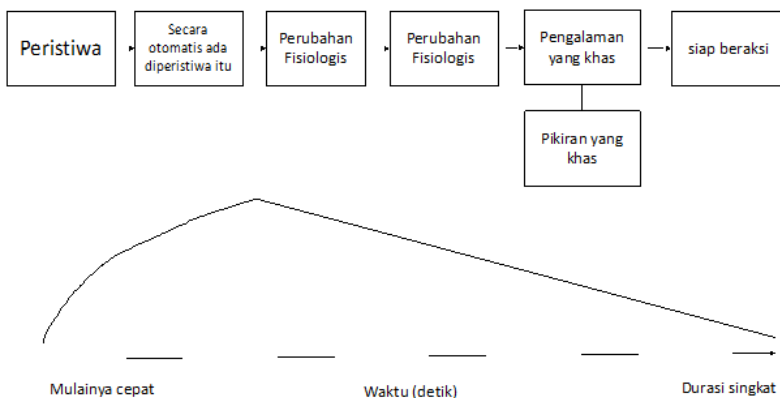 Peristiwa
Secara
otomatis ada
diperistiwa itu
Perubahan
Fisiologis
Perubahan
Fisiologis
Pengalaman
yang khas
siap beraksi
Pikiran yang
khas
Mulainya cepat
Waktu (detik)
Durasi singkat